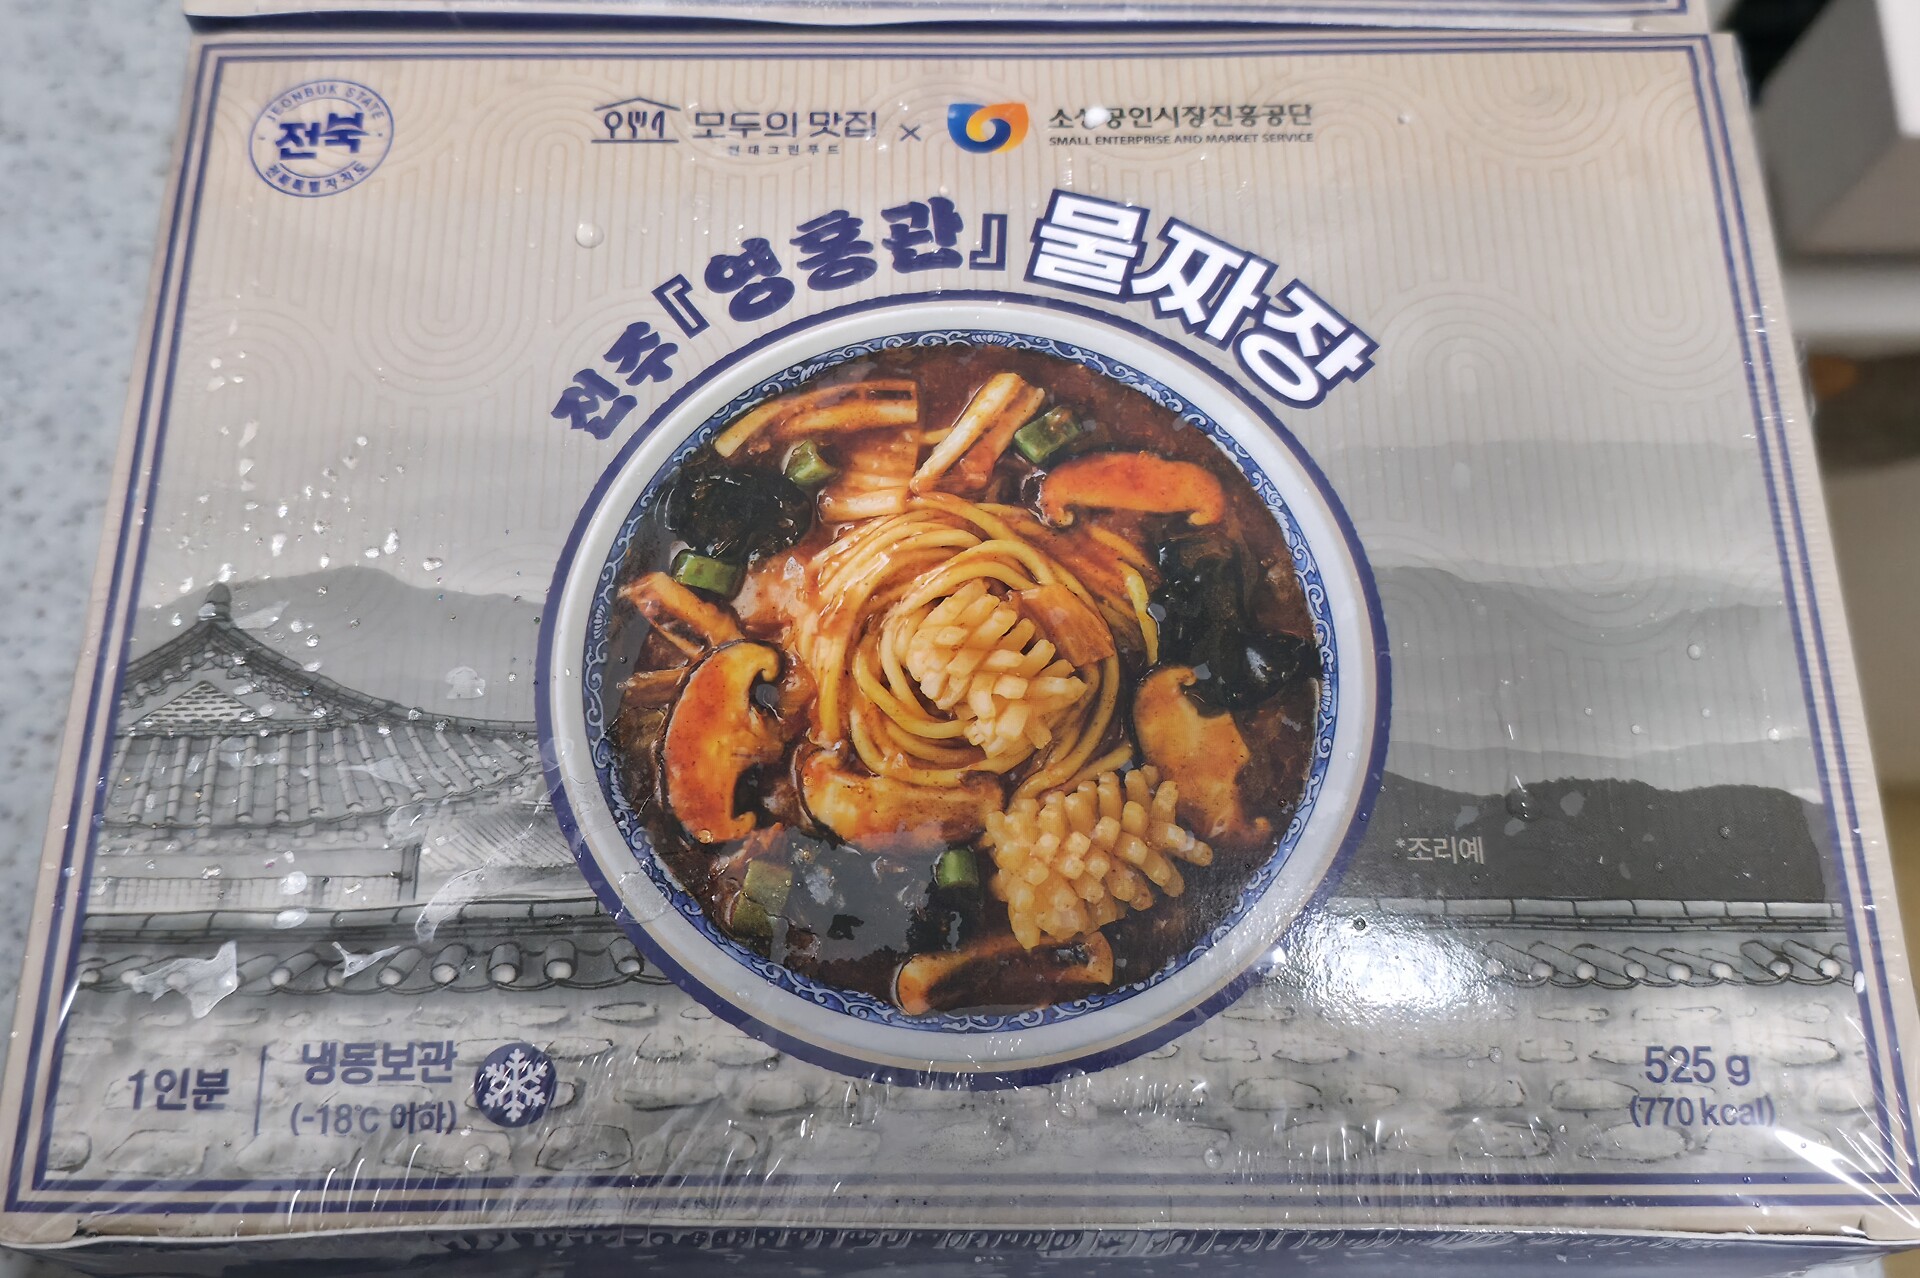 JEONBUK STATE
전북
전북특별자치도
모두의 맛집
현대그린푸드
×
소상공인시장진흥공단
SMALL ENTERPRISE AND MARKET SERVICE
전주『영흥관』물짜장
*조리예
1인분
냉동보관
(-18℃ 이하)
525 g
(770 kcal)